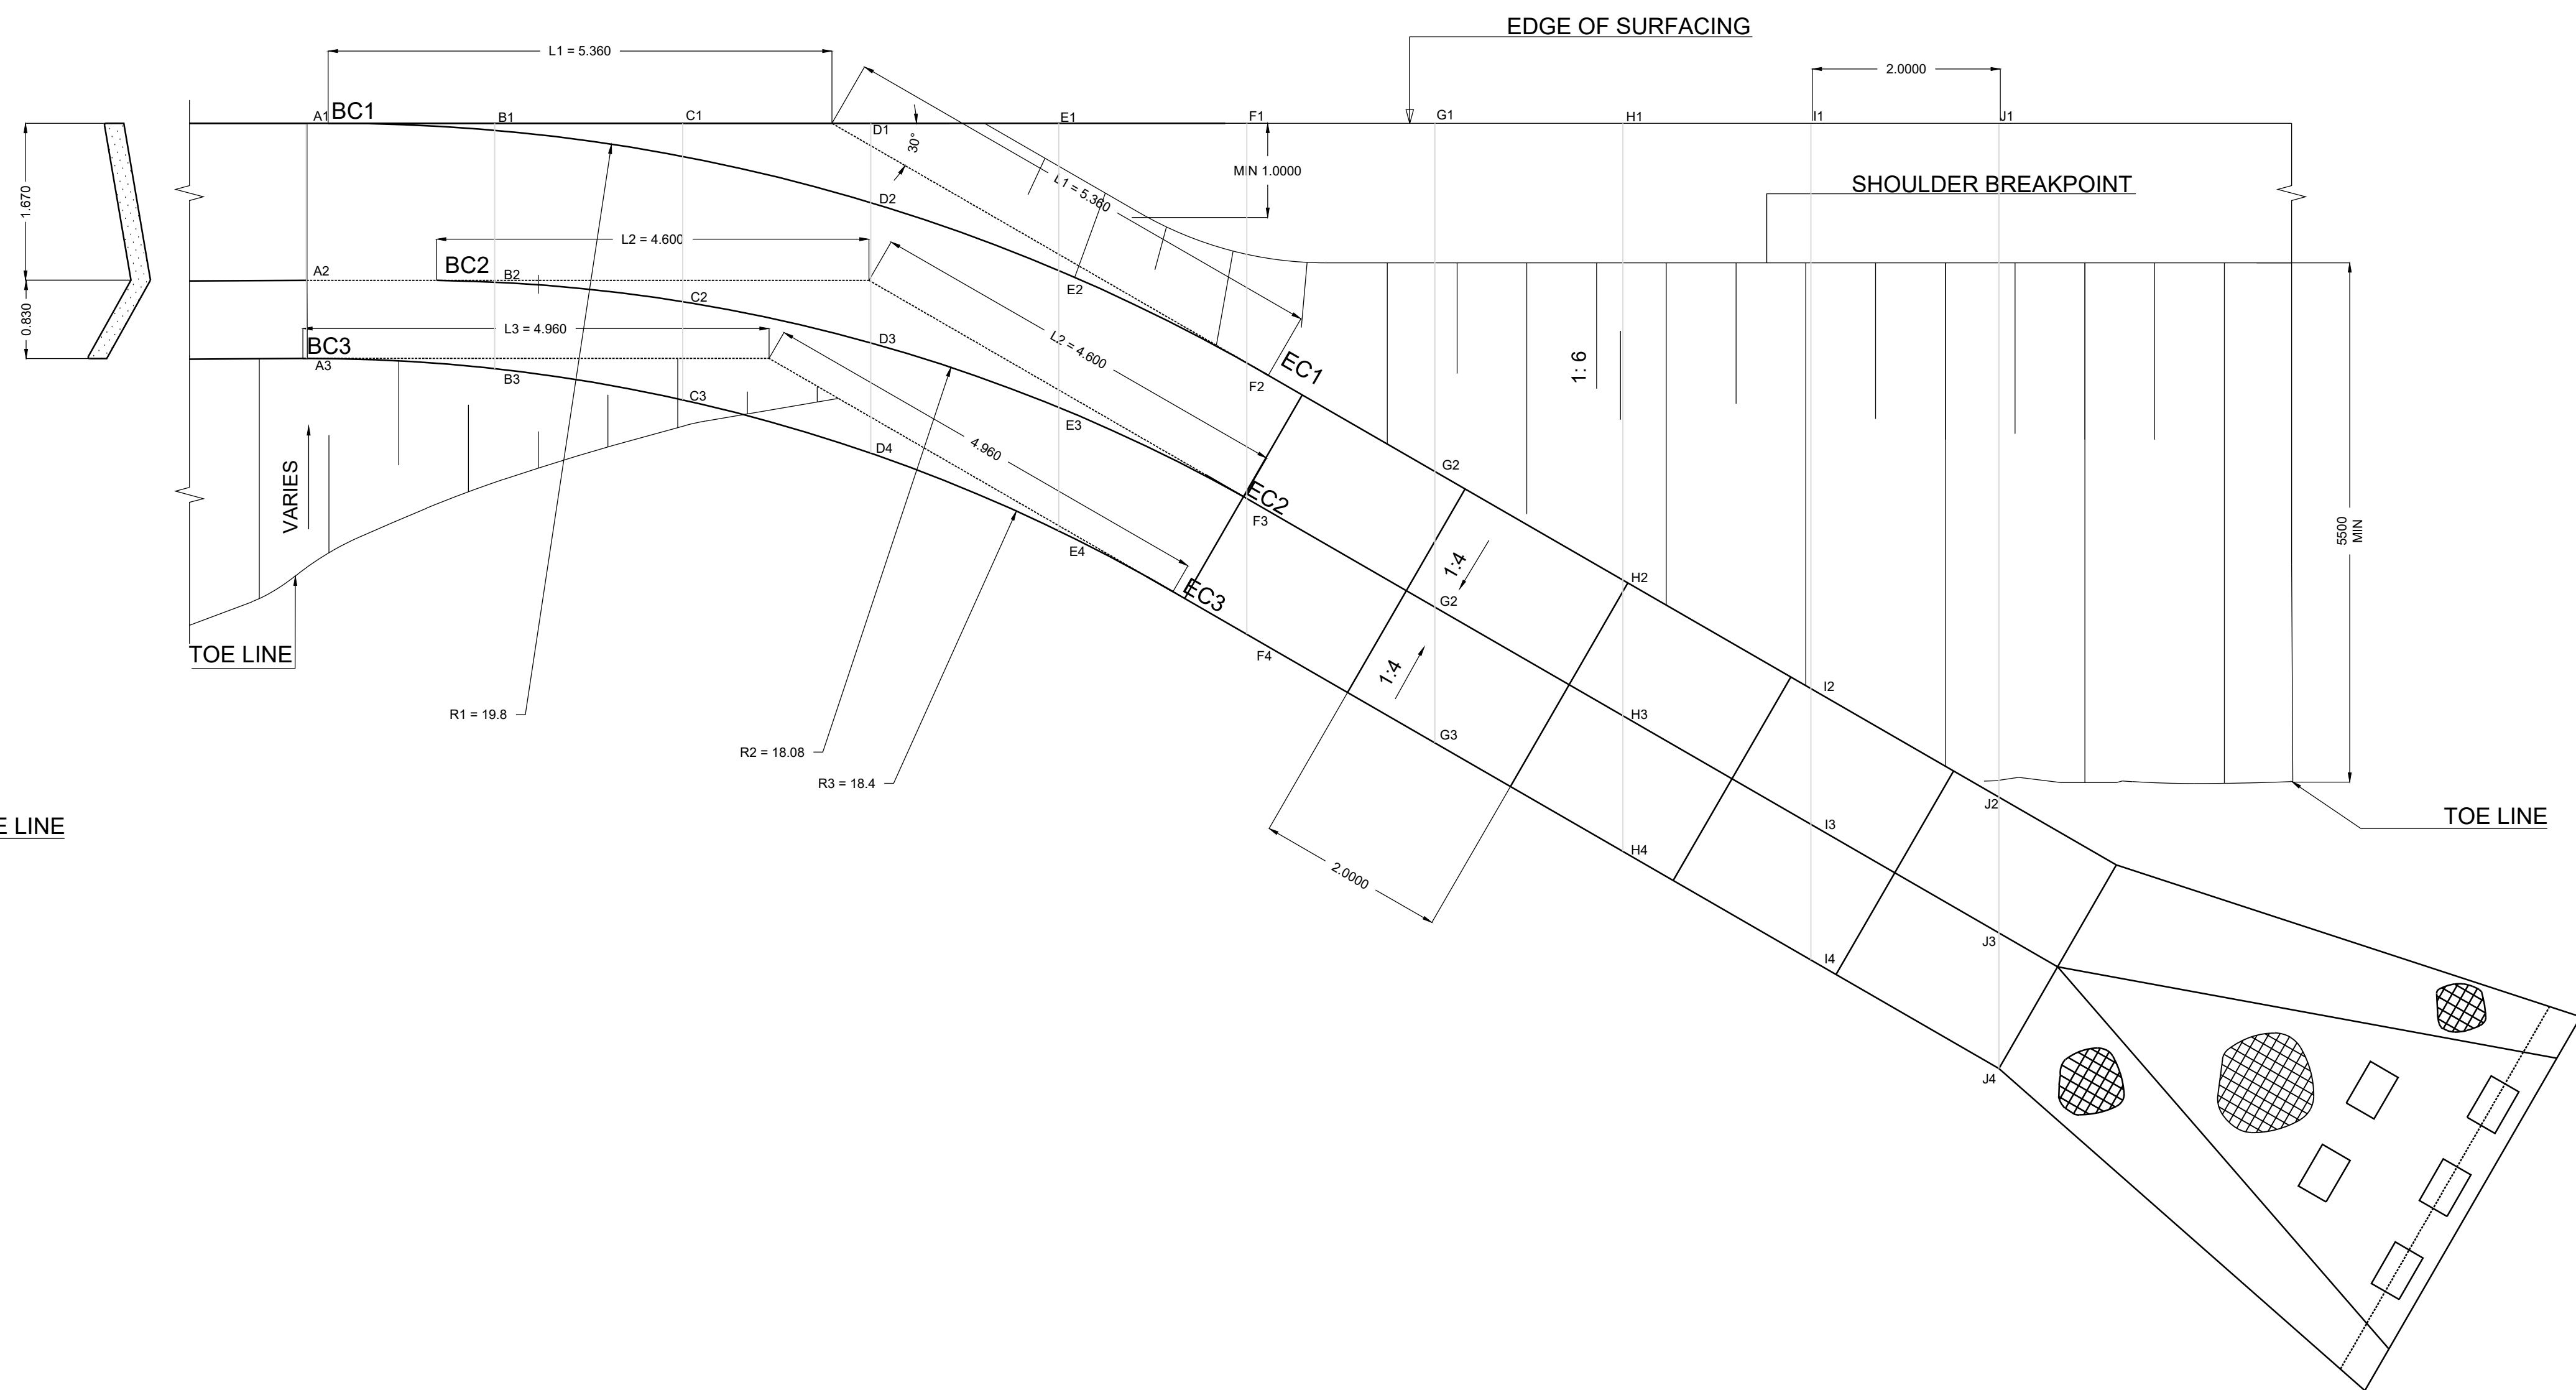 EDGE OF SURFACING
L1 = 5.360
2.0000
A1
BC1
B1
C1
D1
E1
F1
G1
H1
I1
J1
30°
MIN 1.0000
L1 = 5.360
SHOULDER BREAKPOINT
1.670
D2
L2 = 4.600
A2
BC2
B2
C2
E2
0.830
L3 = 4.960
BC3
A3
B3
C3
D3
L2 = 4.600
EC1
F2
1: 6
E3
4.960
D4
VARIES
G2
EC2
F3
5500
MIN
E4
1:4
H2
EC3
G2
TOE LINE
F4
1:4
I2
R1 = 19.8
H3
G3
R2 = 18.08
R3 = 18.4
J2
TOE LINE
E LINE
I3
H4
2.0000
J3
I4
J4